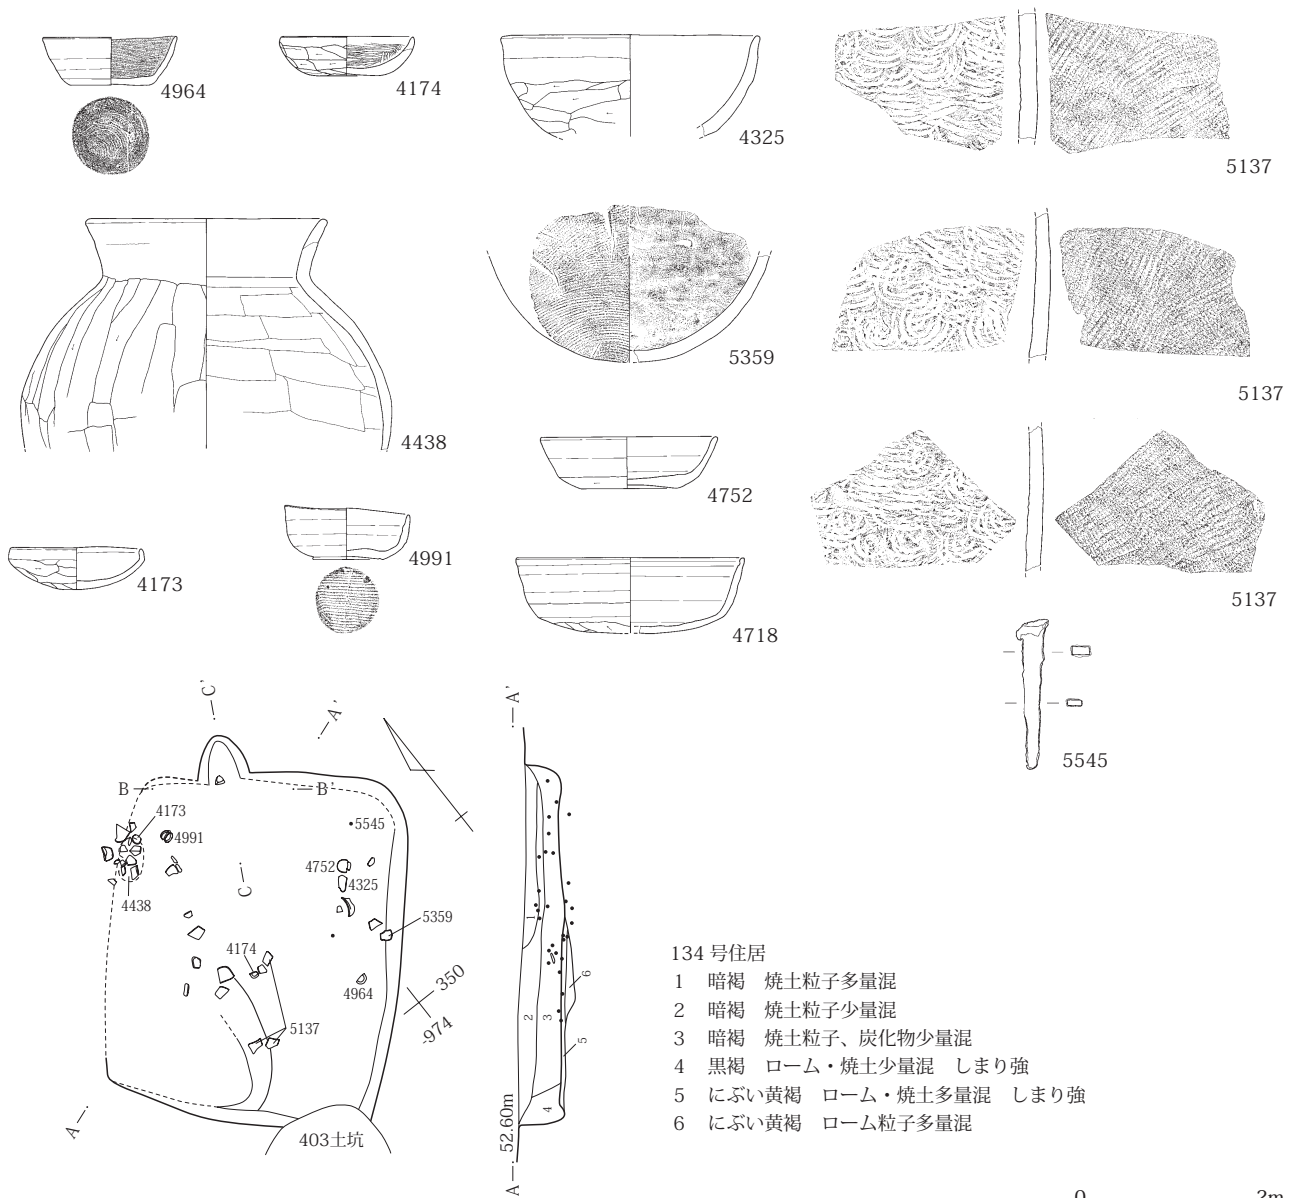 4964
4174
4325
5137
4438
5359
5137
4752
4173
4991
4718
5137
5545
C'
A'
A'
B
B'
4173
4991
5545
4752
4325
C
4438
5359
4174
4964
350
-974
5137
1
2
3
6
5
4
A
403土坑
A
52.60m
134 号住居
1 暗褐 焼土粒子多量混
2 暗褐 焼土粒子少量混
3 暗褐 焼土粒子、炭化物少量混
4 黒褐 ローム・焼土少量混 しまり強
5 にぶい黄褐 ローム・焼土多量混 しまり強
6 にぶい黄褐 ローム粒子多量混
0 2m